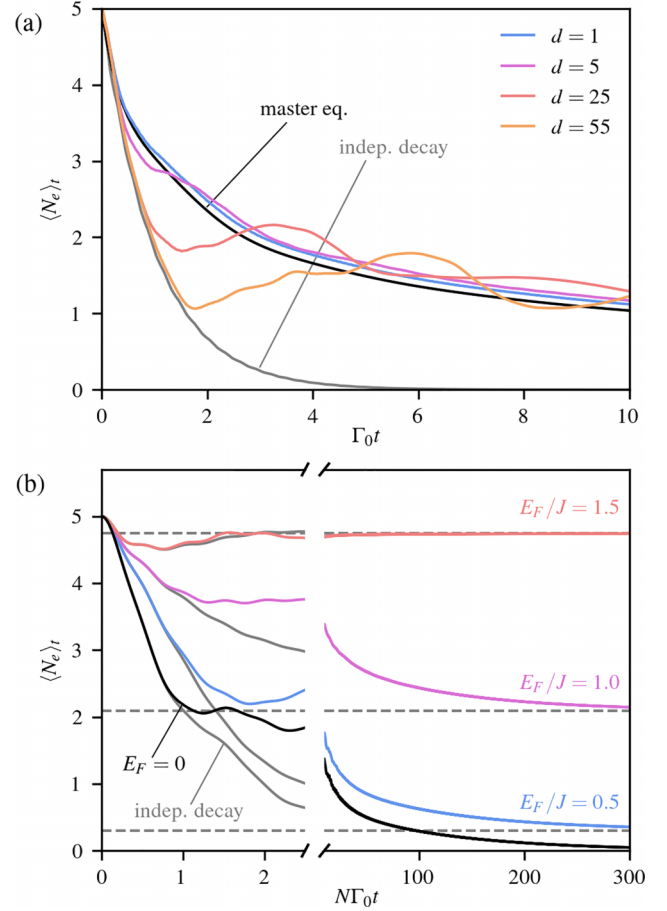 (a)
5
4
3
2
1
0
⟨N_e⟩_t
master eq.
indep. decay
d = 1
d = 5
d = 25
d = 55
0 2 4 6 8 10
Γ_0 t
(b)
5
4
3
2
1
0
⟨N_e⟩_t
E_F/J = 1.5
E_F/J = 1.0
E_F/J = 0.5
E_F = 0
indep. decay
0 1 2 100 200 300
NΓ_0 t